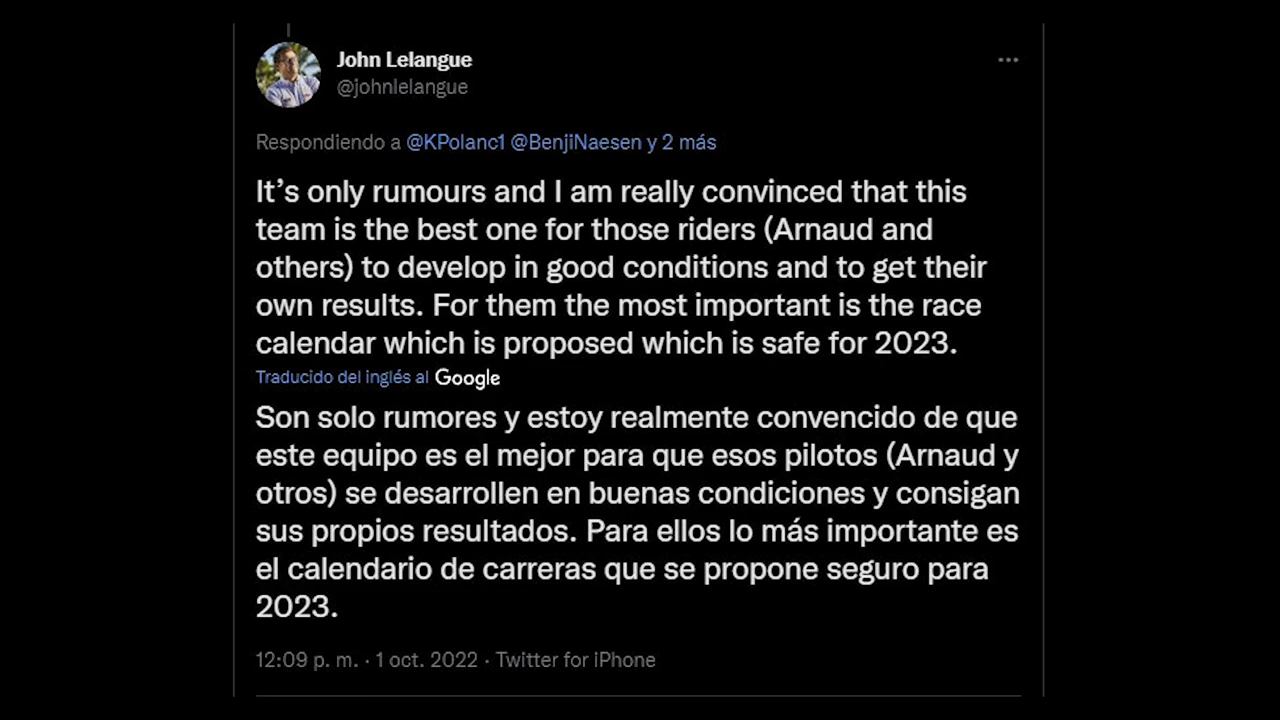 John Lelangue
@johnlelangue
Respondiendo a @KPolanc1 @BenjiNaesen y 2 más
It’s only rumours and I am really convinced that this
team is the best one for those riders (Arnaud and
others) to develop in good conditions and to get their
own results. For them the most important is the race
calendar which is proposed which is safe for 2023.
Traducido del inglés al Google
Son solo rumores y estoy realmente convencido de que
este equipo es el mejor para que esos pilotos (Arnaud y
otros) se desarrollen en buenas condiciones y consigan
sus propios resultados. Para ellos lo más importante es
el calendario de carreras que se propone seguro para
2023.
12:09 p. m. · 1 oct. 2022 · Twitter for iPhone